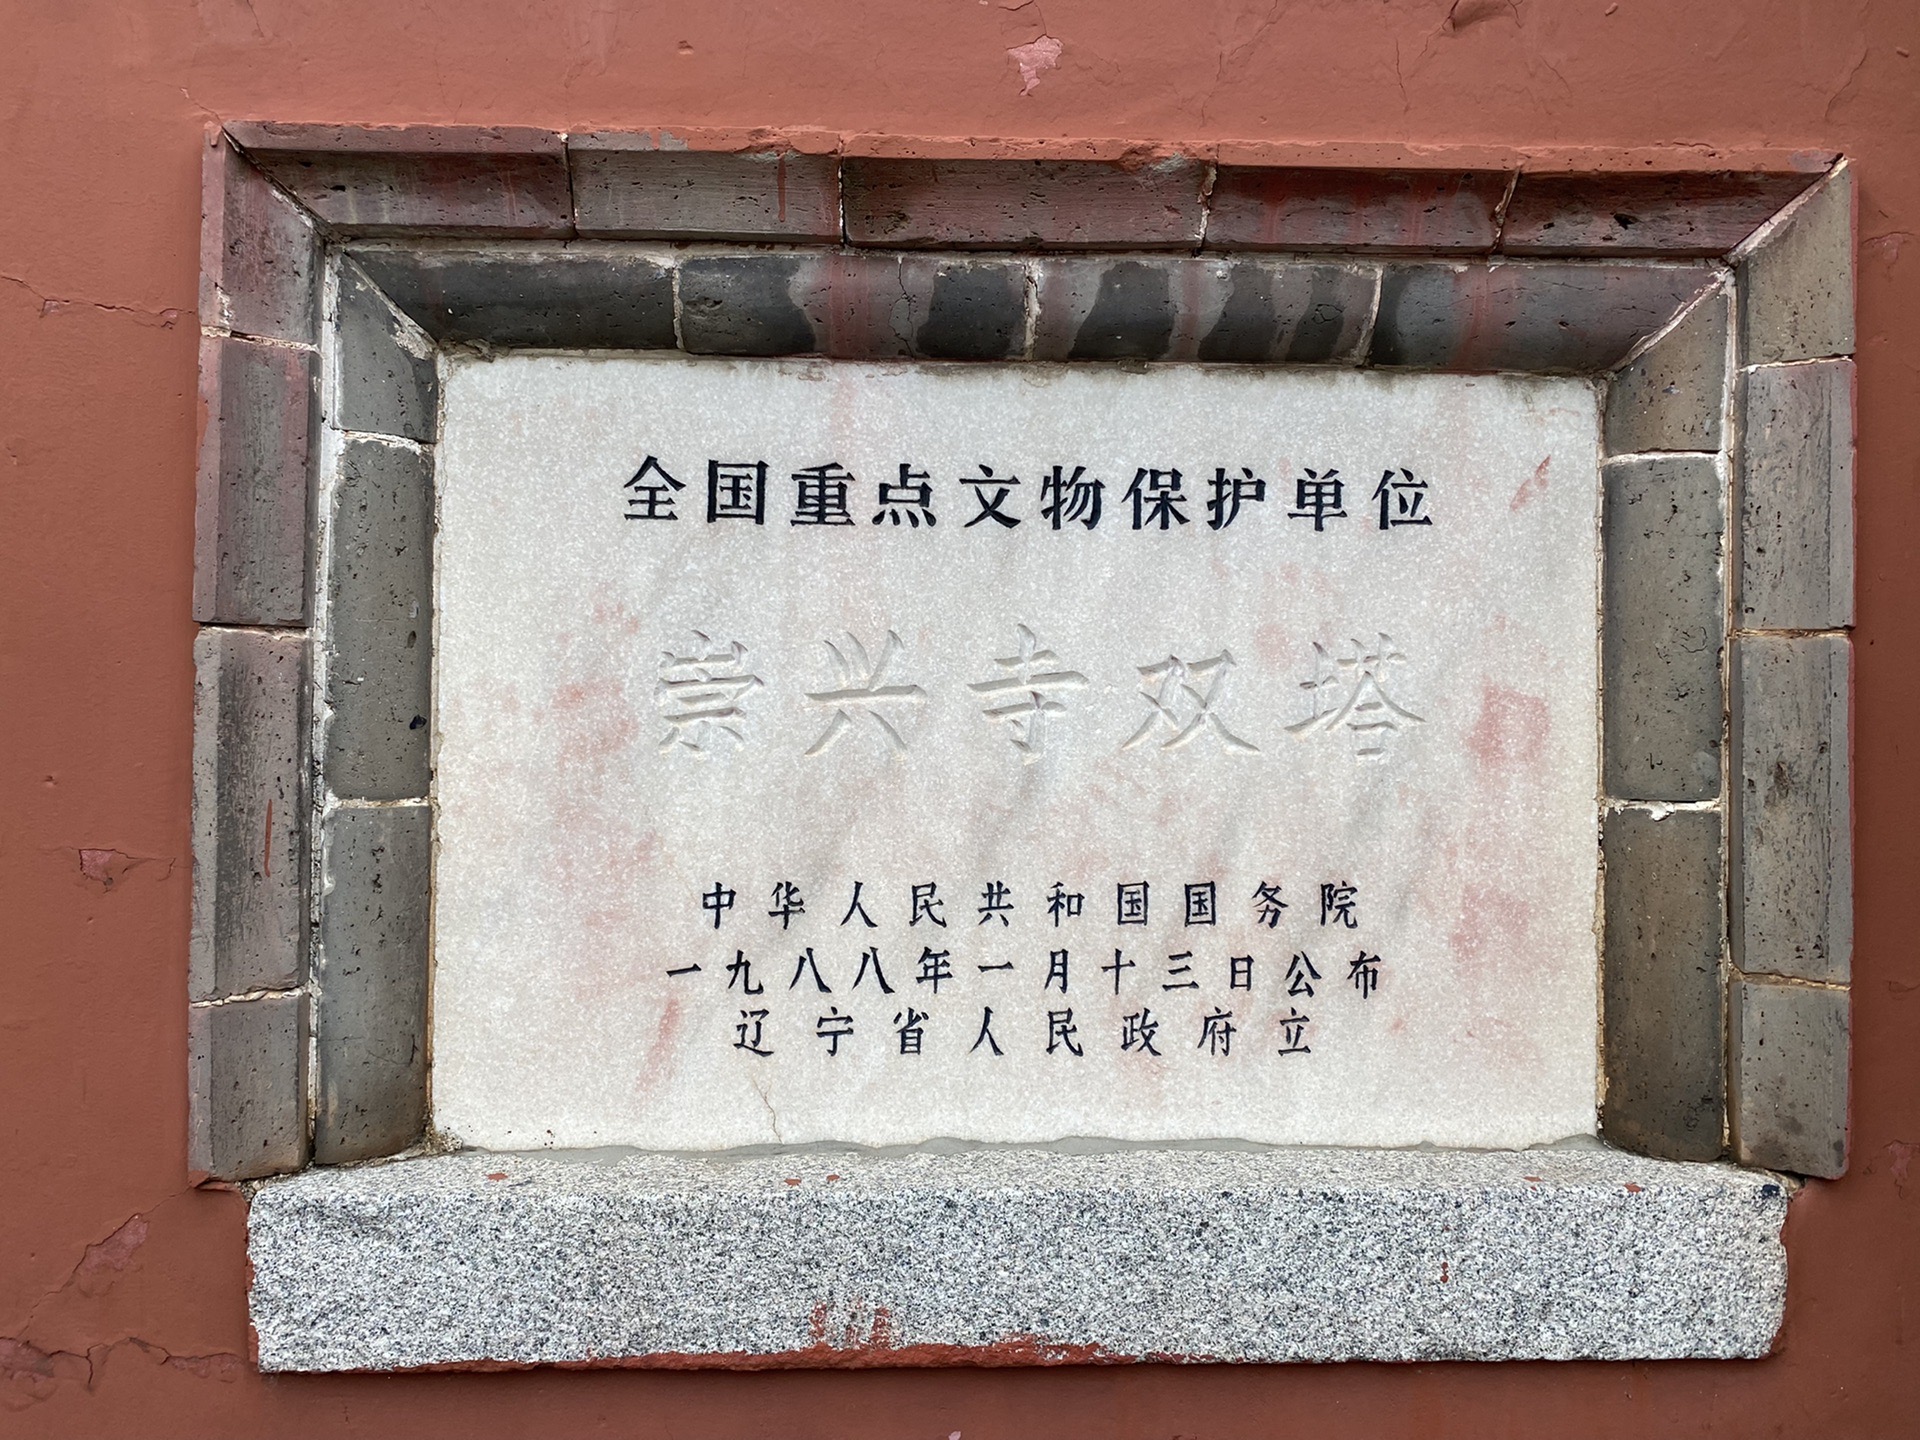 全国重点文物保护单位
崇兴寺双塔
中华人民共和国国务院
一九八八年一月十三日公布
辽宁省人民政府立